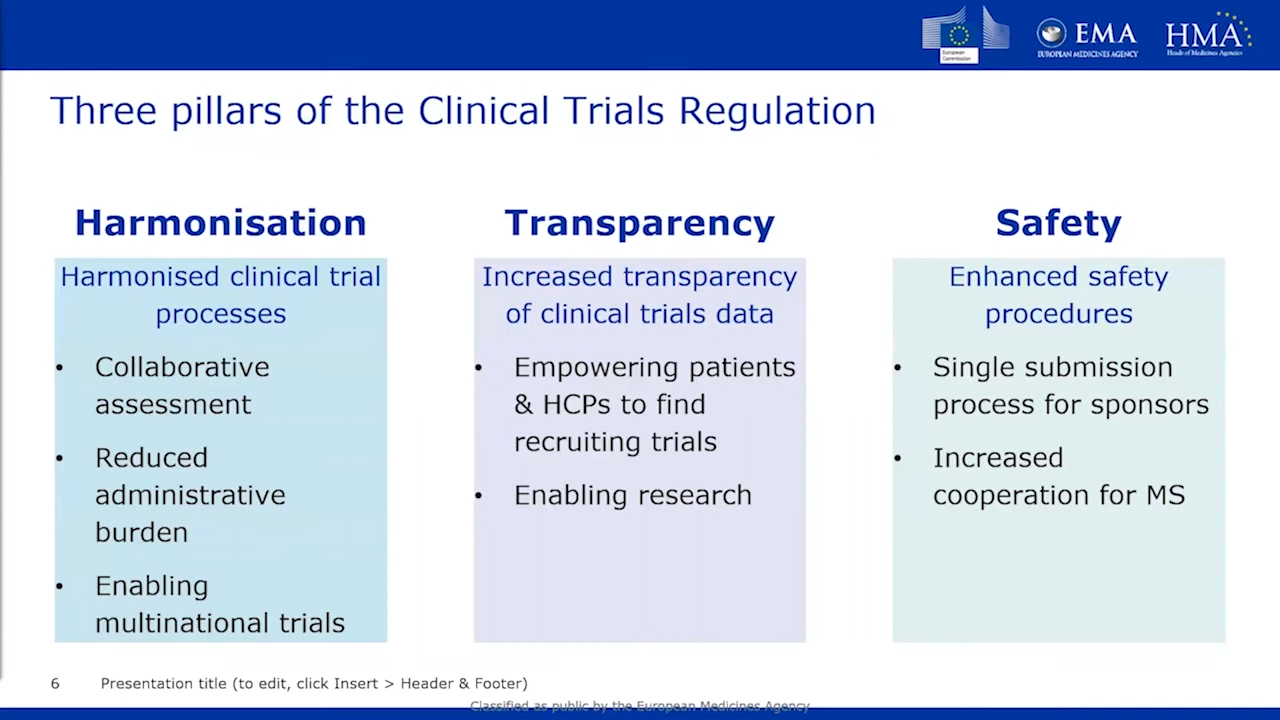 European
Commission
EMA
EUROPEAN MEDICINES AGENCY
HMA
Heads of Medicines Agencies
Three pillars of the Clinical Trials Regulation
Harmonisation
Harmonised clinical trial
processes
• Collaborative
assessment
• Reduced
administrative
burden
• Enabling
multinational trials
Transparency
Increased transparency
of clinical trials data
• Empowering patients
& HCPs to find
recruiting trials
• Enabling research
Safety
Enhanced safety
procedures
• Single submission
process for sponsors
• Increased
cooperation for MS
6 Presentation title (to edit, click Insert > Header & Footer)
Classified as public by the European Medicines Agency